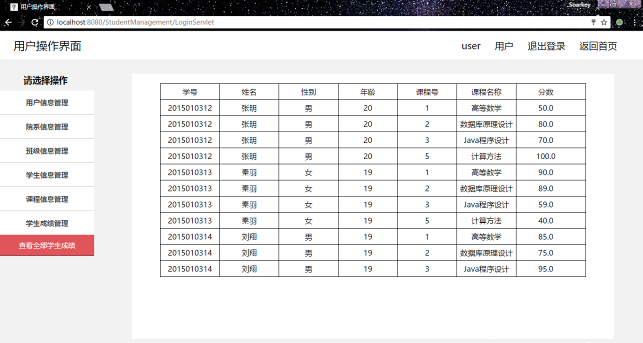 用户操作界面
Soarkey
localhost:8080/StudentManagement/LoginServlet
用户操作界面
user 用户 退出登录 返回首页
请选择操作
用户信息管理
院系信息管理
班级信息管理
学生信息管理
课程信息管理
学生成绩管理
查看全部学生成绩
学号 姓名 性别 年龄 课程号 课程名称 分数
2015010312 张明 男 20 1 高等数学 50.0
2015010312 张明 男 20 2 数据库原理设计 80.0
2015010312 张明 男 20 3 Java程序设计 70.0
2015010312 张明 男 20 5 计算方法 100.0
2015010313 秦羽 女 19 1 高等数学 90.0
2015010313 秦羽 女 19 2 数据库原理设计 89.0
2015010313 秦羽 女 19 3 Java程序设计 59.0
2015010313 秦羽 女 19 5 计算方法 40.0
2015010314 刘翔 男 19 1 高等数学 85.0
2015010314 刘翔 男 19 2 数据库原理设计 75.0
2015010314 刘翔 男 19 3 Java程序设计 95.0